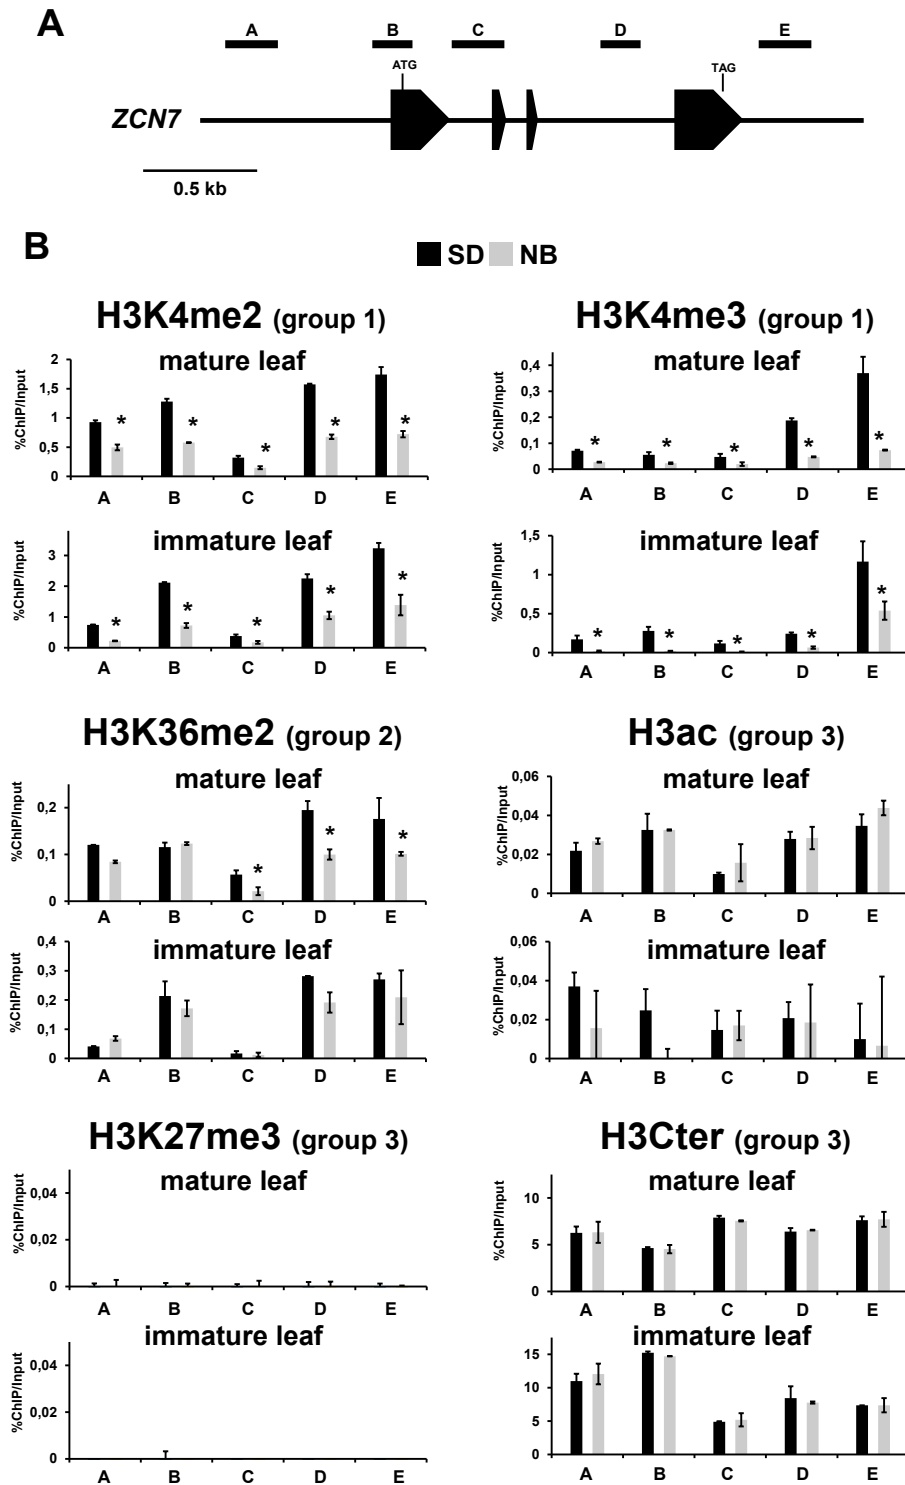 A
A B C D E
ATG TAG
ZCN7
0.5 kb
B
SD NB
H3K4me2 (group 1)
mature leaf
%ChIP/Input
2
1,5
1
0,5
0
* * * * *
A B C D E
immature leaf
%ChIP/Input
3
2
1
0
* * * * *
A B C D E
H3K4me3 (group 1)
mature leaf
%ChIP/Input
0,4
0,3
0,2
0,1
0
* * * * *
A B C D E
immature leaf
%ChIP/Input
1,5
1
0,5
0
* * * * *
A B C D E
H3K36me2 (group 2)
mature leaf
%ChIP/Input
0,2
0,1
0
* * *
A B C D E
immature leaf
%ChIP/Input
0,4
0,3
0,2
0,1
0
A B C D E
H3ac (group 3)
mature leaf
%ChIP/Input
0,06
0,04
0,02
0
A B C D E
immature leaf
%ChIP/Input
0,06
0,04
0,02
0
A B C D E
H3K27me3 (group 3)
mature leaf
%ChIP/Input
0,04
0,02
0
A B C D E
immature leaf
%ChIP/Input
0,04
0,02
0
A B C D E
H3Cter (group 3)
mature leaf
%ChIP/Input
10
5
0
A B C D E
immature leaf
%ChIP/Input
15
10
5
0
A B C D E